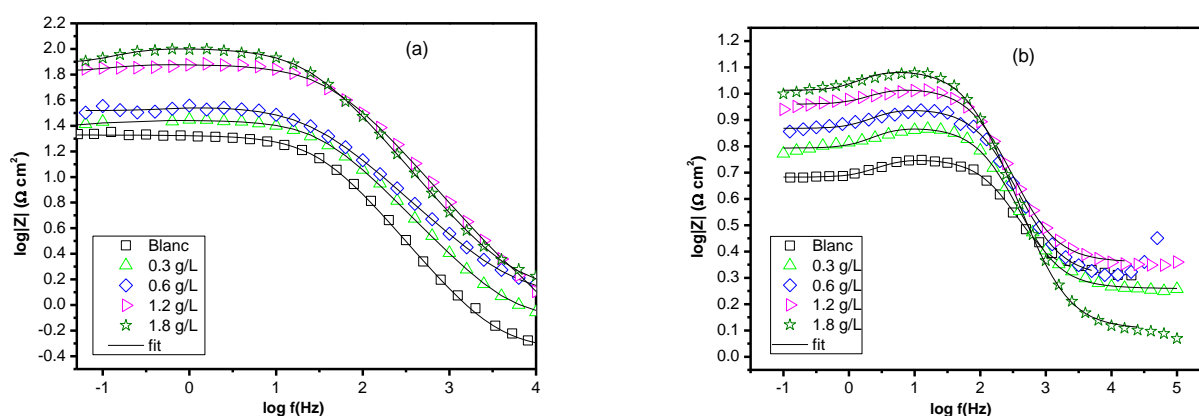 (a)
log|Z| (Ω cm²)
2.2
2.0
1.8
1.6
1.4
1.2
1.0
0.8
0.6
0.4
0.2
0.0
-0.2
-0.4
Blanc
0.3 g/L
0.6 g/L
1.2 g/L
1.8 g/L
fit
-1 0 1 2 3 4
log f(Hz)
(b)
log|Z| (Ω cm²)
1.2
1.1
1.0
0.9
0.8
0.7
0.6
0.5
0.4
0.3
0.2
0.1
0.0
Blanc
0.3 g/L
0.6 g/L
1.2 g/L
1.8 g/L
fit
-1 0 1 2 3 4 5
log f(Hz)